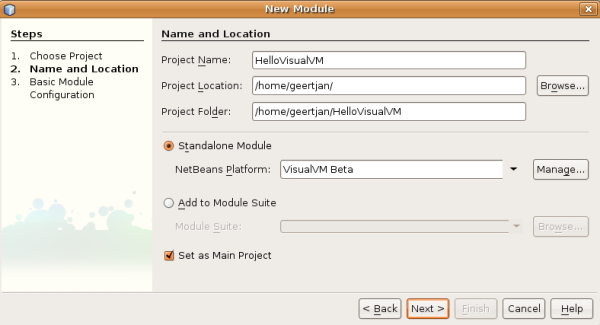 New Module
Steps
1. Choose Project
2. Name and Location
3. Basic Module
Configuration
Name and Location
Project Name: HelloVisualVM
Project Location: /home/geertjan/ Browse...
Project Folder: /home/geertjan/HelloVisualVM
Standalone Module
NetBeans Platform: VisualVM Beta Manage...
Add to Module Suite
Module Suite: Browse...
Set as Main Project
< Back Next > Finish Cancel Help